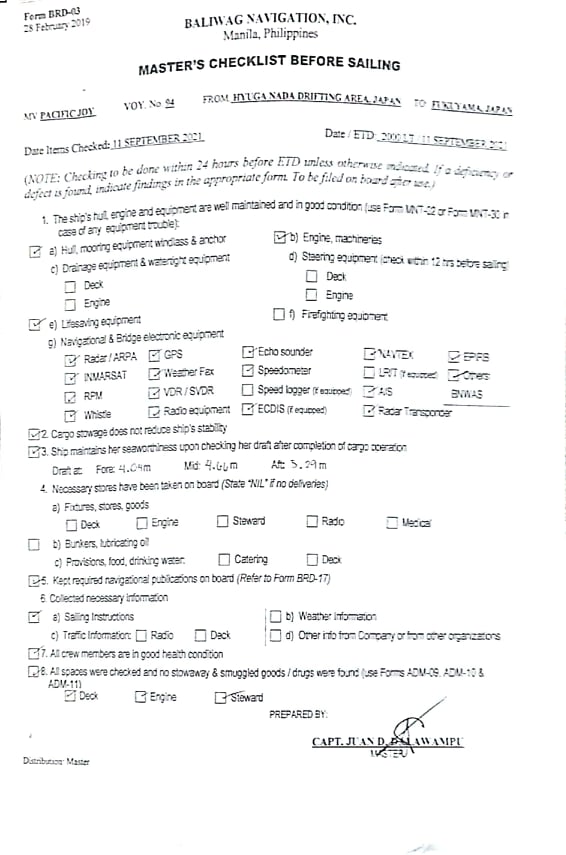 Form BRD-03
28 February 2019
BALIWAG NAVIGATION, INC.
Manila, Philippines
MASTER'S CHECKLIST BEFORE SAILING
MV PACIFIC JOY VOY. No 94 FROM HYUGA NADA DRIFTING AREA, JAPAN TO: FUKUYAMA, JAPAN
Date Items Checked: 11 SEPTEMBER 2021 Date / ETD: 2000 LT / 11 SEPTEMBER 2021
(NOTE: Checking to be done within 24 hours before ETD unless otherwise indicated. If a deficiency or
defect is found, indicate findings in the appropriate form. To be filed on board after use.)
1. The ship's hull, engine and equipment are well maintained and in good condition (use Form MNT-02 or Form MNT-30 in
case of any equipment trouble):
☑ a) Hull, mooring equipment windlass & anchor ☑ b) Engine, machineries
c) Drainage equipment & watertight equipment d) Steering equipment (check within 12 hrs before sailing)
☐ Deck ☐ Deck
☐ Engine ☐ Engine
☑ e) Lifesaving equipment ☐ f) Firefighting equipment
g) Navigational & Bridge electronic equipment
☑ Radar / ARPA ☑ GPS ☑ Echo sounder ☑ NAVTEX ☑ EPIRB
☑ INMARSAT ☑ Weather Fax ☑ Speedometer ☐ LRIT (if equipped) ☑ Others
☑ RPM ☑ VDR / SVDR ☐ Speed logger (if equipped) ☑ AIS BNWAS
☑ Whistle ☑ Radio equipment ☑ ECDIS (if equipped) ☑ Radar Transponder
☑ 2. Cargo stowage does not reduce ship's stability
☑ 3. Ship maintains her seaworthiness upon checking her draft after completion of cargo operation
Draft at: Fore: 4.04m Mid: 4.66m Aft: 5.29m
4. Necessary stores have been taken on board (State "NIL" if no deliveries)
a) Fixtures, stores, goods
☐ Deck ☐ Engine ☐ Steward ☐ Radio ☐ Medical
☐ b) Bunkers, lubricating oil
c) Provisions, food, drinking water: ☐ Catering ☐ Deck
☑ 5. Kept required navigational publications on board (Refer to Form BRD-17)
6. Collected necessary information
☑ a) Sailing Instructions ☐ b) Weather Information
c) Traffic Information: ☐ Radio ☐ Deck ☐ d) Other info from Company or from other organizations
☑ 7. All crew members are in good health condition
☑ 8. All spaces were checked and no stowaway & smuggled goods / drugs were found (use Forms ADM-09, ADM-10 &
ADM-11)
☑ Deck ☑ Engine ☑ Steward
PREPARED BY:
CAPT. JUAN D. DALAWAMPU
MASTER
Distribution: Master